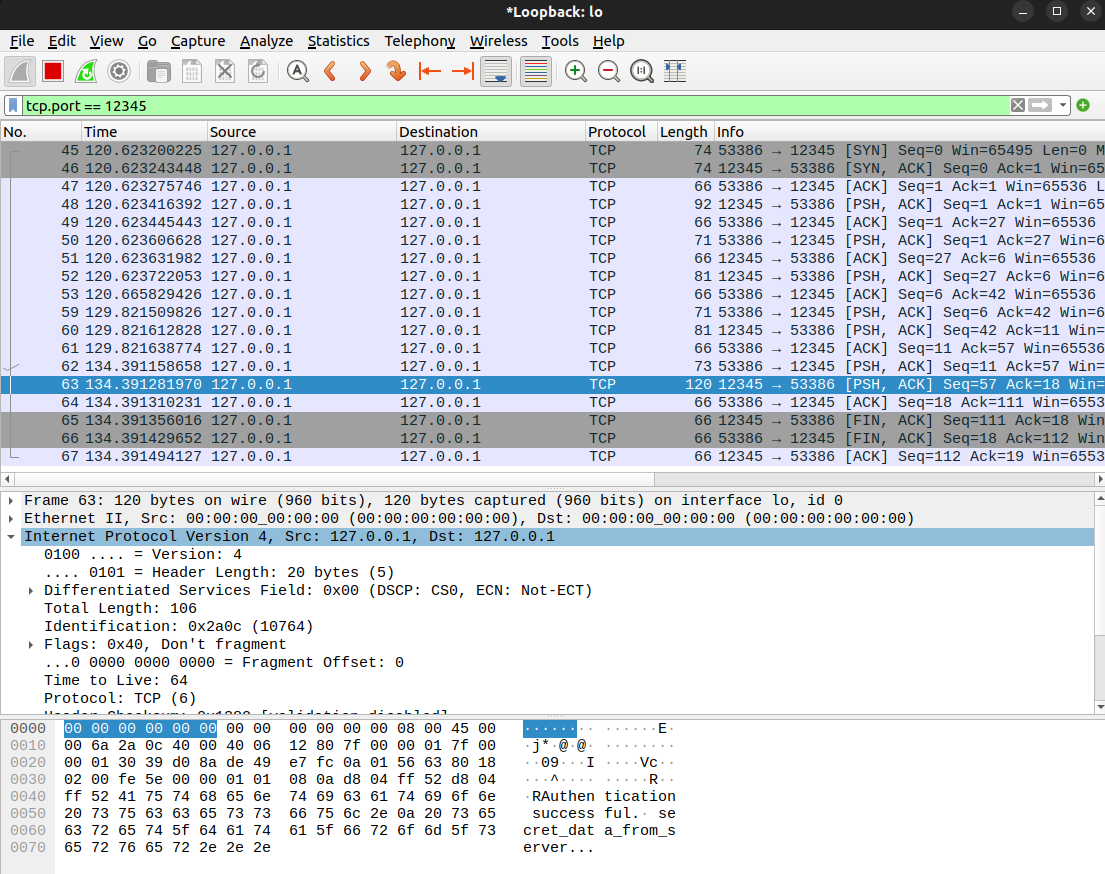 *Loopback: lo
File Edit View Go Capture Analyze Statistics Telephony Wireless Tools Help
tcp.port == 12345
No. Time Source Destination Protocol Length Info
45 120.623200225 127.0.0.1 127.0.0.1 TCP 74 53386 → 12345 [SYN] Seq=0 Win=65495 Len=0 M
46 120.623243448 127.0.0.1 127.0.0.1 TCP 74 12345 → 53386 [SYN, ACK] Seq=0 Ack=1 Win=65
47 120.623275746 127.0.0.1 127.0.0.1 TCP 66 53386 → 12345 [ACK] Seq=1 Ack=1 Win=65536 L
48 120.623416392 127.0.0.1 127.0.0.1 TCP 92 12345 → 53386 [PSH, ACK] Seq=1 Ack=1 Win=65
49 120.623445443 127.0.0.1 127.0.0.1 TCP 66 53386 → 12345 [ACK] Seq=1 Ack=27 Win=65536
50 120.623606628 127.0.0.1 127.0.0.1 TCP 71 53386 → 12345 [PSH, ACK] Seq=1 Ack=27 Win=6
51 120.623631982 127.0.0.1 127.0.0.1 TCP 66 12345 → 53386 [ACK] Seq=27 Ack=6 Win=65536
52 120.623722053 127.0.0.1 127.0.0.1 TCP 81 12345 → 53386 [PSH, ACK] Seq=27 Ack=6 Win=6
53 120.665829426 127.0.0.1 127.0.0.1 TCP 66 53386 → 12345 [ACK] Seq=6 Ack=42 Win=65536
59 129.821509826 127.0.0.1 127.0.0.1 TCP 71 53386 → 12345 [PSH, ACK] Seq=6 Ack=42 Win=6
60 129.821612828 127.0.0.1 127.0.0.1 TCP 81 12345 → 53386 [PSH, ACK] Seq=42 Ack=11 Win=
61 129.821638774 127.0.0.1 127.0.0.1 TCP 66 53386 → 12345 [ACK] Seq=11 Ack=57 Win=65536
62 134.391158658 127.0.0.1 127.0.0.1 TCP 73 53386 → 12345 [PSH, ACK] Seq=11 Ack=57 Win=
63 134.391281970 127.0.0.1 127.0.0.1 TCP 120 12345 → 53386 [PSH, ACK] Seq=57 Ack=18 Win=
64 134.391310231 127.0.0.1 127.0.0.1 TCP 66 53386 → 12345 [ACK] Seq=18 Ack=111 Win=6553
65 134.391356016 127.0.0.1 127.0.0.1 TCP 66 12345 → 53386 [FIN, ACK] Seq=111 Ack=18 Win
66 134.391429652 127.0.0.1 127.0.0.1 TCP 66 53386 → 12345 [FIN, ACK] Seq=18 Ack=112 Win
67 134.391494127 127.0.0.1 127.0.0.1 TCP 66 12345 → 53386 [ACK] Seq=112 Ack=19 Win=6553
Frame 63: 120 bytes on wire (960 bits), 120 bytes captured (960 bits) on interface lo, id 0
Ethernet II, Src: 00:00:00_00:00:00 (00:00:00:00:00:00), Dst: 00:00:00_00:00:00 (00:00:00:00:00:00)
Internet Protocol Version 4, Src: 127.0.0.1, Dst: 127.0.0.1
0100 .... = Version: 4
.... 0101 = Header Length: 20 bytes (5)
Differentiated Services Field: 0x00 (DSCP: CS0, ECN: Not-ECT)
Total Length: 106
Identification: 0x2a0c (10764)
Flags: 0x40, Don't fragment
...0 0000 0000 0000 = Fragment Offset: 0
Time to Live: 64
Protocol: TCP (6)
Header Checksum: 0x1280 [validation disabled]
0000 00 00 00 00 00 00 00 00 00 00 00 00 08 00 45 00 ········ ······E·
0010 00 6a 2a 0c 40 00 40 06 12 80 7f 00 00 01 7f 00 ·j*·@·@· ········
0020 00 01 30 39 d0 8a de 49 e7 fc 0a 01 56 63 80 18 ··09···I ····Vc··
0030 02 00 fe 5e 00 00 01 01 08 0a d8 04 ff 52 d8 04 ···^···· ·····R··
0040 ff 52 41 75 74 68 65 6e 74 69 63 61 74 69 6f 6e ·RAuthen tication
0050 20 73 75 63 63 65 73 73 66 75 6c 2e 0a 20 73 65 success ful.· se
0060 63 72 65 74 5f 64 61 74 61 5f 66 72 6f 6d 5f 73 cret_dat a_from_s
0070 65 72 76 65 72 2e 2e 2e erver...